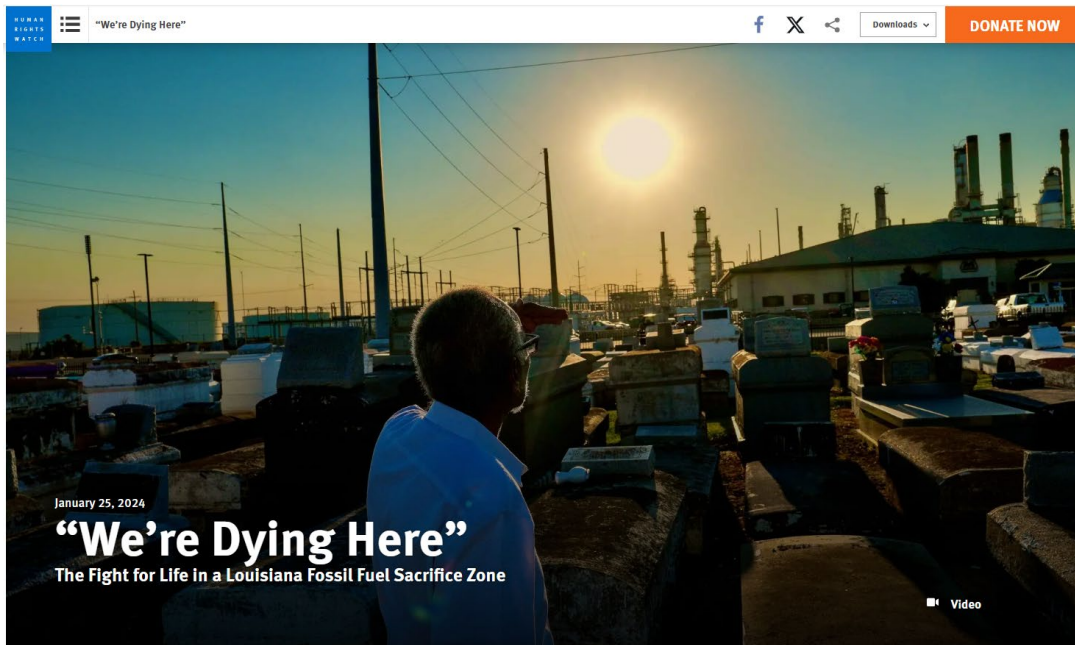 HUMAN
RIGHTS
WATCH
“We’re Dying Here”
Downloads
DONATE NOW
January 25, 2024
“We’re Dying Here”
The Fight for Life in a Louisiana Fossil Fuel Sacrifice Zone
Video